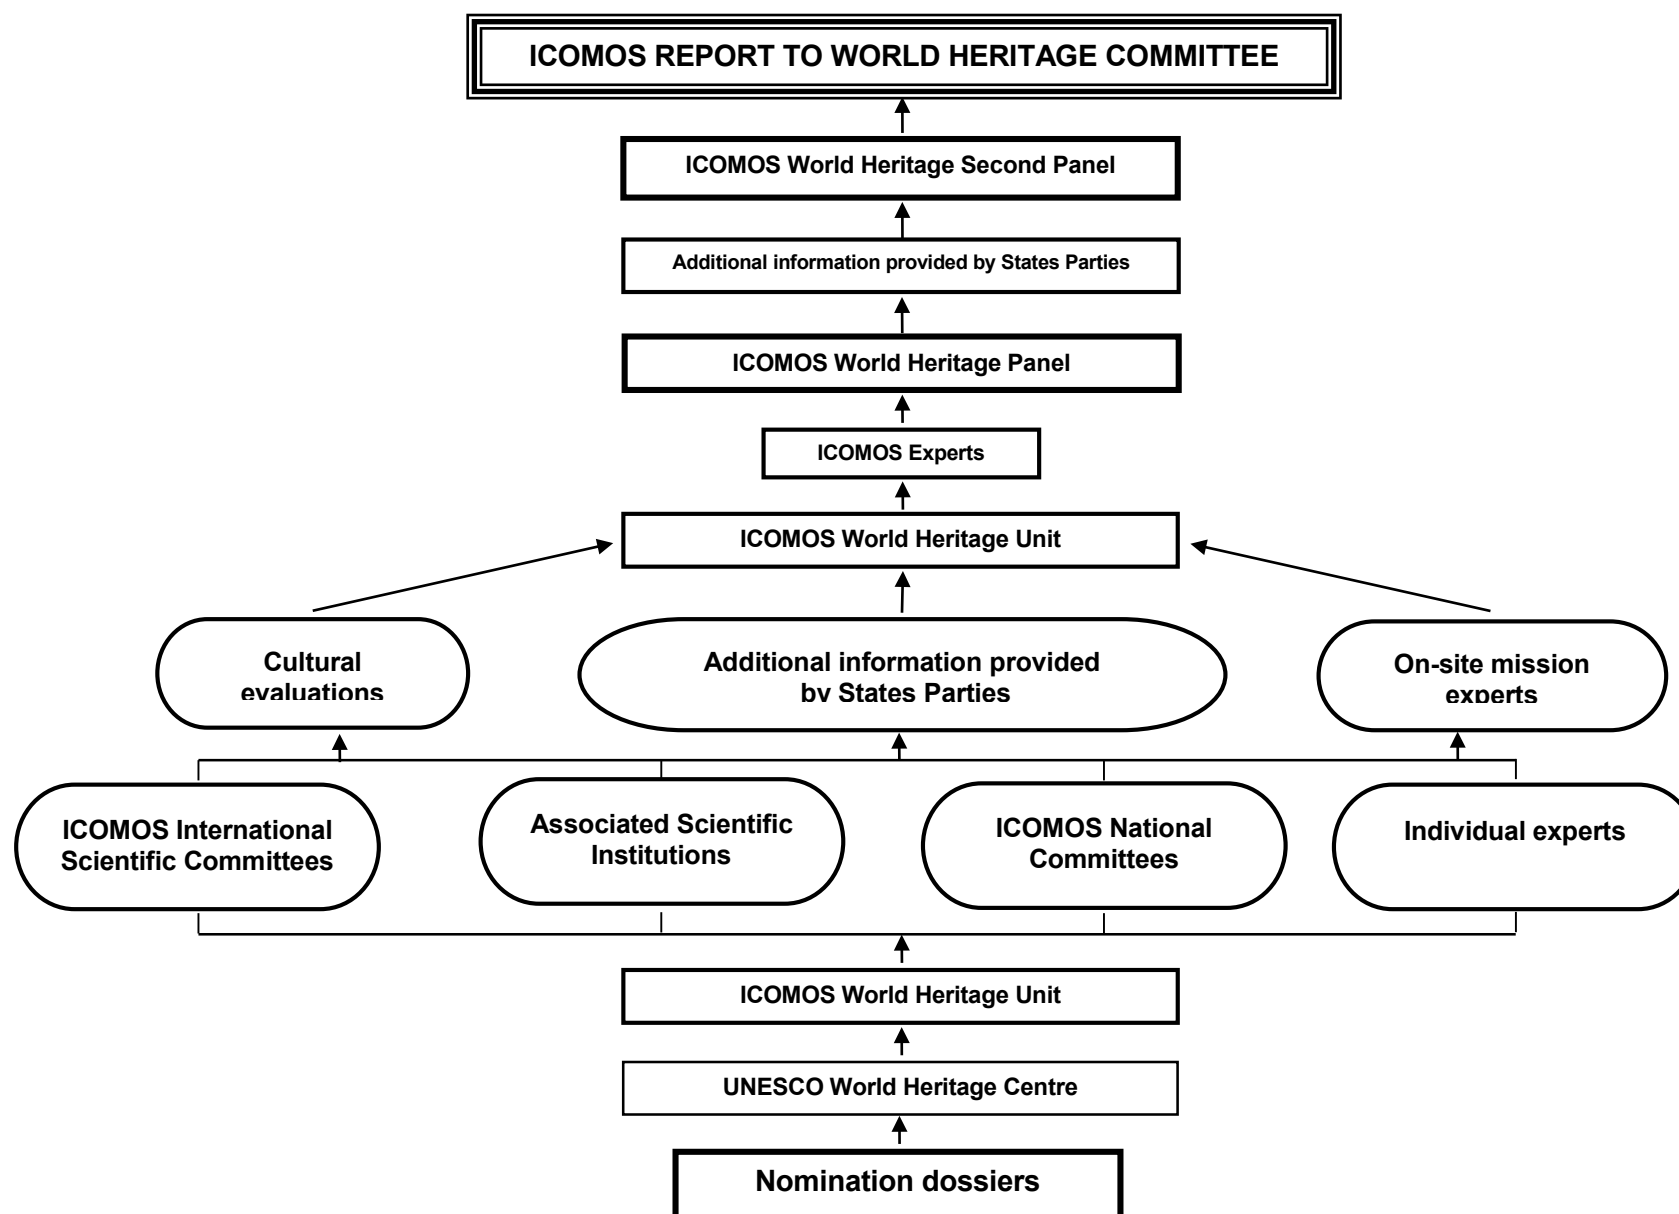 ICOMOS REPORT TO WORLD HERITAGE COMMITTEE
ICOMOS World Heritage Second Panel
Additional information provided by States Parties
ICOMOS World Heritage Panel
ICOMOS Experts
ICOMOS World Heritage Unit
Cultural
evaluations
Additional information provided
by States Parties
On-site mission
experts
ICOMOS International
Scientific Committees
Associated Scientific
Institutions
ICOMOS National
Committees
Individual experts
ICOMOS World Heritage Unit
UNESCO World Heritage Centre
Nomination dossiers